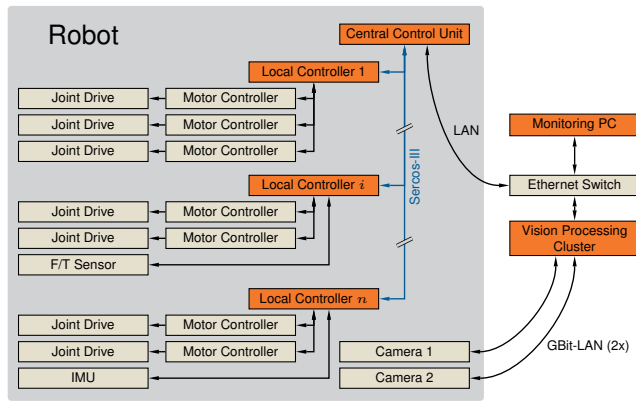 Robot
Central Control Unit
Local Controller 1
Joint Drive
Motor Controller
Joint Drive
Motor Controller
Joint Drive
Motor Controller
LAN
Monitoring PC
Sercos-III
Local Controller i
Ethernet Switch
Joint Drive
Motor Controller
Joint Drive
Motor Controller
F/T Sensor
Vision Processing
Cluster
Local Controller n
Joint Drive
Motor Controller
Joint Drive
Motor Controller
IMU
Camera 1
Camera 2
GBit-LAN (2x)